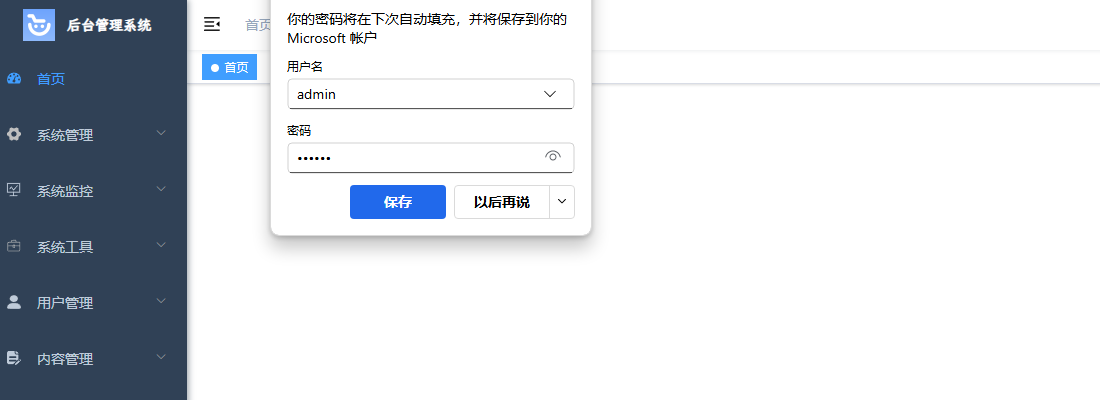 后台管理系统
首页
系统管理
系统监控
系统工具
用户管理
内容管理
首页
首页
你的密码将在下次自动填充，并将保存到你的
Microsoft 帐户
用户名
admin
密码
••••••
保存
以后再说